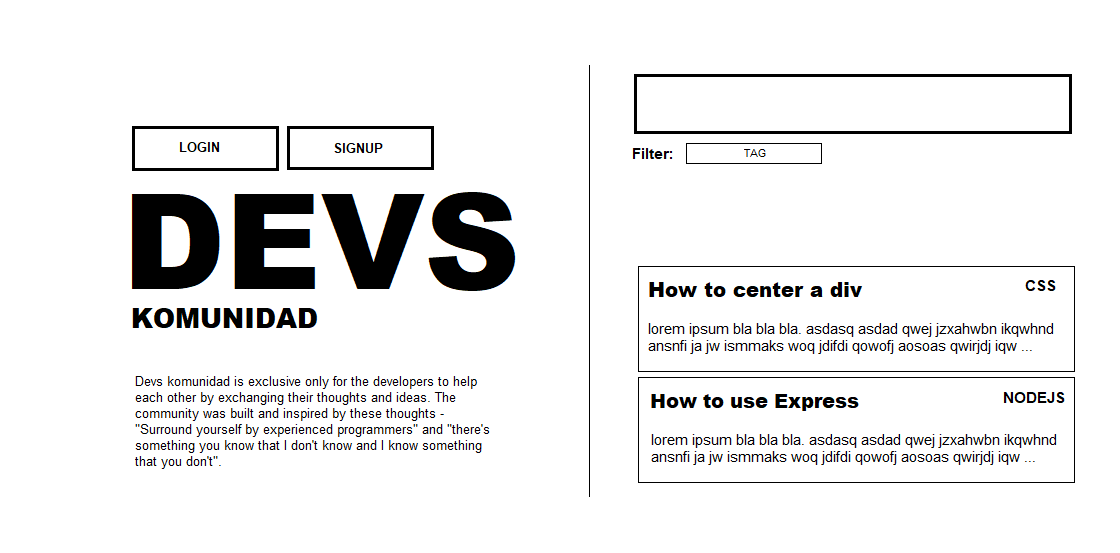 LOGIN
SIGNUP
DEVS
KOMUNIDAD
Devs komunidad is exclusive only for the developers to help
each other by exchanging their thoughts and ideas. The
community was built and inspired by these thoughts -
"Surround yourself by experienced programmers" and "there's
something you know that I don't know and I know something
that you don't".
Filter:
TAG
How to center a div
CSS
lorem ipsum bla bla bla. asdasq asdad qwej jzxahwbn ikqwhnd
ansnfi ja jw ismmaks woq jdifdi qowofj aosoas qwirjdj iqw ...
How to use Express
NODEJS
lorem ipsum bla bla bla. asdasq asdad qwej jzxahwbn ikqwhnd
ansnfi ja jw ismmaks woq jdifdi qowofj aosoas qwirjdj iqw ...